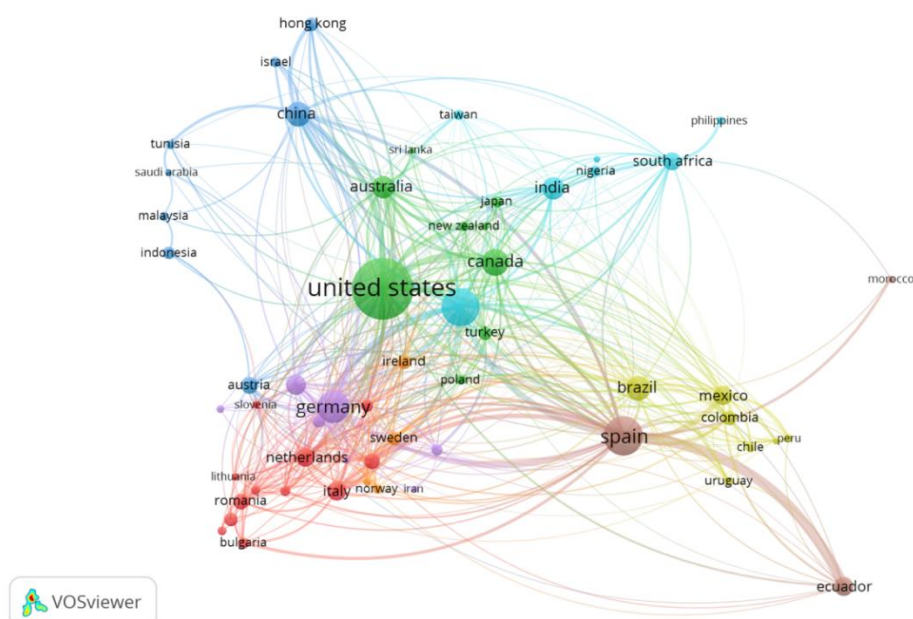 hong kong
israel
china
taiwan
philippines
tunisia
sri lanka
south africa
saudi arabia
nigeria
australia
india
japan
malaysia
new zealand
indonesia
canada
morocco
united states
turkey
ireland
poland
austria
brazil
mexico
slovenia
germany
colombia
spain
sweden
peru
chile
netherlands
lithuania
uruguay
italy
norway
iran
romania
bulgaria
ecuador
VOSviewer